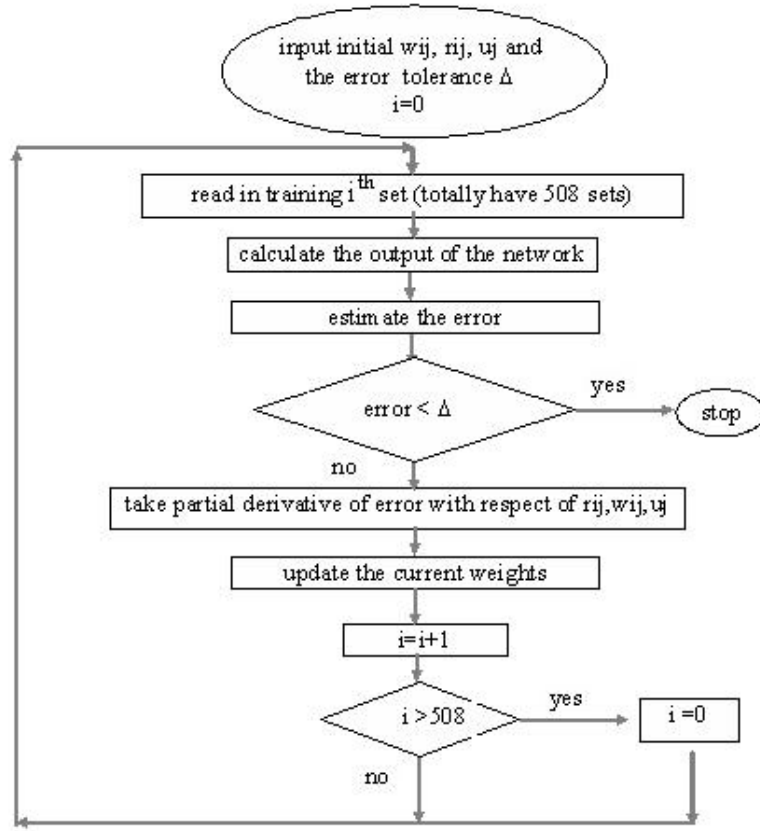 input initial wij, rij, uj and
the error tolerance Δ
i=0
read in training i^th set (totally have 508 sets)
calculate the output of the network
estimate the error
error < Δ
yes
stop
no
take partial derivative of error with respect of rij,wij,uj
update the current weights
i=i+1
i >508
yes
i =0
no